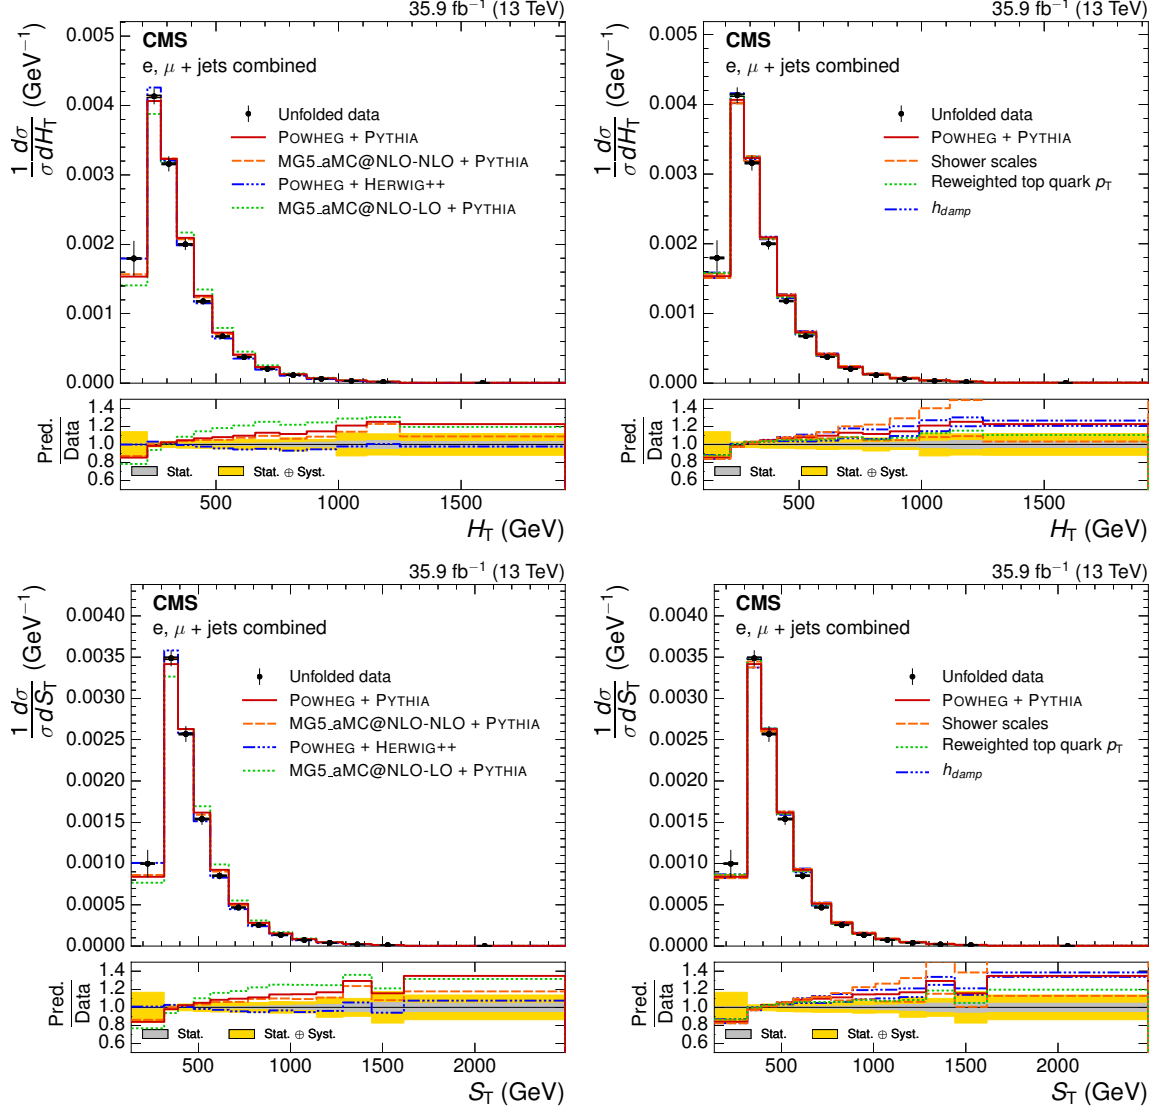 35.9 fb⁻¹ (13 TeV)
CMS
e, μ + jets combined
Unfolded data
POWHEG + PYTHIA
MG5_aMC@NLO-NLO + PYTHIA
POWHEG + HERWIG++
MG5_aMC@NLO-LO + PYTHIA
1/σ dσ/dH_T (GeV⁻¹)
0.005
0.004
0.003
0.002
0.001
0.000
Pred./Data
1.4
1.2
1.0
0.8
0.6
Stat.
Stat. ⊕ Syst.
500 1000 1500
H_T (GeV)
35.9 fb⁻¹ (13 TeV)
CMS
e, μ + jets combined
Unfolded data
POWHEG + PYTHIA
Shower scales
Reweighted top quark p_T
h_damp
1/σ dσ/dH_T (GeV⁻¹)
0.005
0.004
0.003
0.002
0.001
0.000
Pred./Data
1.4
1.2
1.0
0.8
0.6
Stat.
Stat. ⊕ Syst.
500 1000 1500
H_T (GeV)
35.9 fb⁻¹ (13 TeV)
CMS
e, μ + jets combined
Unfolded data
POWHEG + PYTHIA
MG5_aMC@NLO-NLO + PYTHIA
POWHEG + HERWIG++
MG5_aMC@NLO-LO + PYTHIA
1/σ dσ/dS_T (GeV⁻¹)
0.0040
0.0035
0.0030
0.0025
0.0020
0.0015
0.0010
0.0005
0.0000
Pred./Data
1.4
1.2
1.0
0.8
0.6
Stat.
Stat. ⊕ Syst.
500 1000 1500 2000
S_T (GeV)
35.9 fb⁻¹ (13 TeV)
CMS
e, μ + jets combined
Unfolded data
POWHEG + PYTHIA
Shower scales
Reweighted top quark p_T
h_damp
1/σ dσ/dS_T (GeV⁻¹)
0.0040
0.0035
0.0030
0.0025
0.0020
0.0015
0.0010
0.0005
0.0000
Pred./Data
1.4
1.2
1.0
0.8
0.6
Stat.
Stat. ⊕ Syst.
500 1000 1500 2000
S_T (GeV)